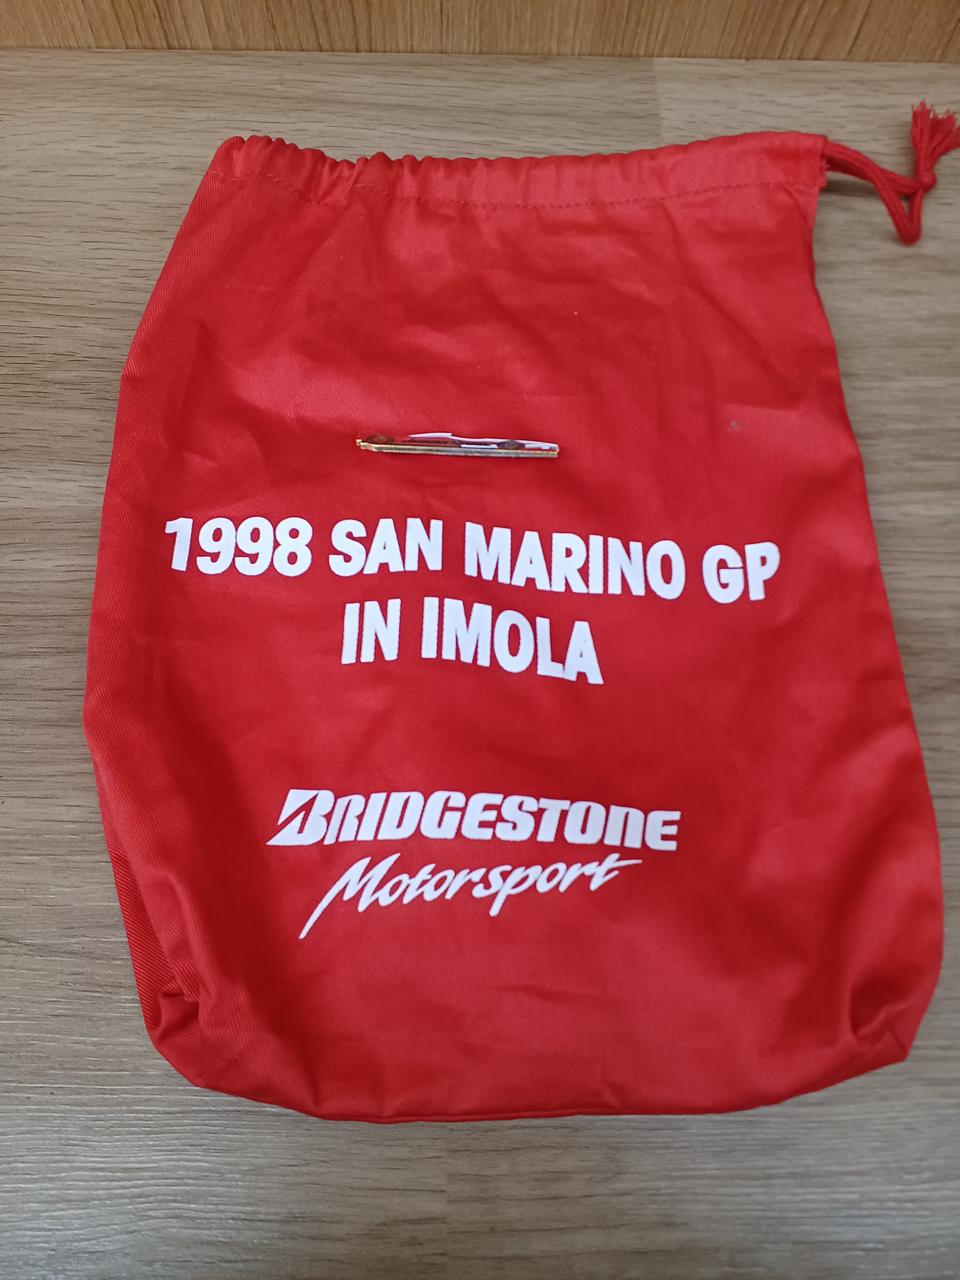 1998 SAN MARINO GP
IN IMOLA
BRIDGESTONE
Motorsport